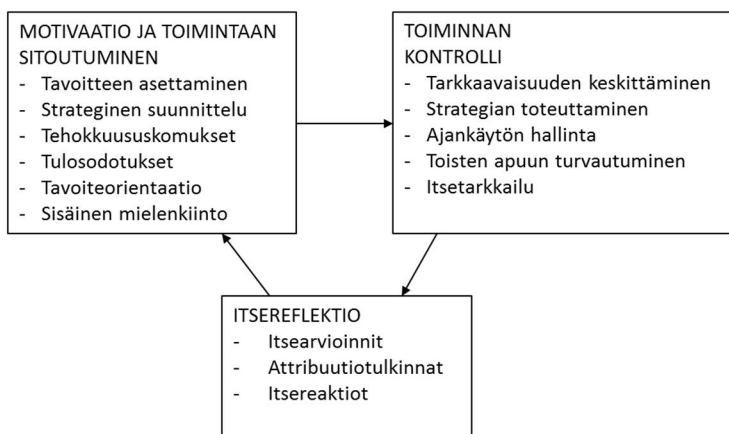 MOTIVAATIO JA TOIMINTAAN
SITOUTUMINEN
- Tavoitteen asettaminen
- Strateginen suunnittelu
- Tehokkuususkomukset
- Tulosodotukset
- Tavoiteorientaatio
- Sisäinen mielenkiinto
TOIMINNAN
KONTROLLI
- Tarkkaavaisuuden keskittäminen
- Strategian toteuttaminen
- Ajankäytön hallinta
- Toisten apuun turvautuminen
- Itsetarkkailu
ITSEREFLEKTIO
- Itsearvioinnit
- Attribuutiotulkinnat
- Itsereaktiot